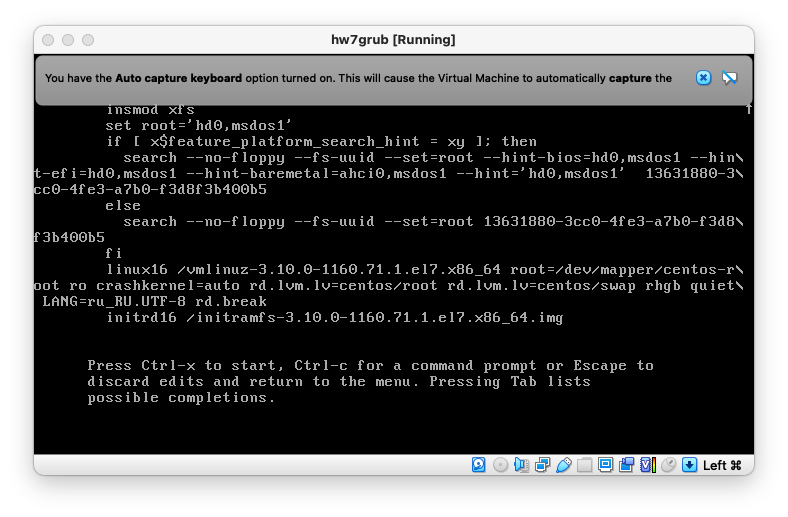 hw7grub [Running]
You have the Auto capture keyboard option turned on. This will cause the Virtual Machine to automatically capture the
insmod xfs
set root='hd0,msdos1'
if [ x$feature_platform_search_hint = xy ]; then
search --no-floppy --fs-uuid --set=root --hint-bios=hd0,msdos1 --hin\
t-efi=hd0,msdos1 --hint-baremetal=ahci0,msdos1 --hint='hd0,msdos1'  13631880-3\
cc0-4fe3-a7b0-f3d8f3b400b5
else
search --no-floppy --fs-uuid --set=root 13631880-3cc0-4fe3-a7b0-f3d8\
f3b400b5
fi
linux16 /vmlinuz-3.10.0-1160.71.1.el7.x86_64 root=/dev/mapper/centos-r\
oot ro crashkernel=auto rd.lvm.lv=centos/root rd.lvm.lv=centos/swap rhgb quiet\
LANG=ru_RU.UTF-8 rd.break
initrd16 /initramfs-3.10.0-1160.71.1.el7.x86_64.img
Press Ctrl-x to start, Ctrl-c for a command prompt or Escape to
discard edits and return to the menu. Pressing Tab lists
possible completions.
Left ⌘